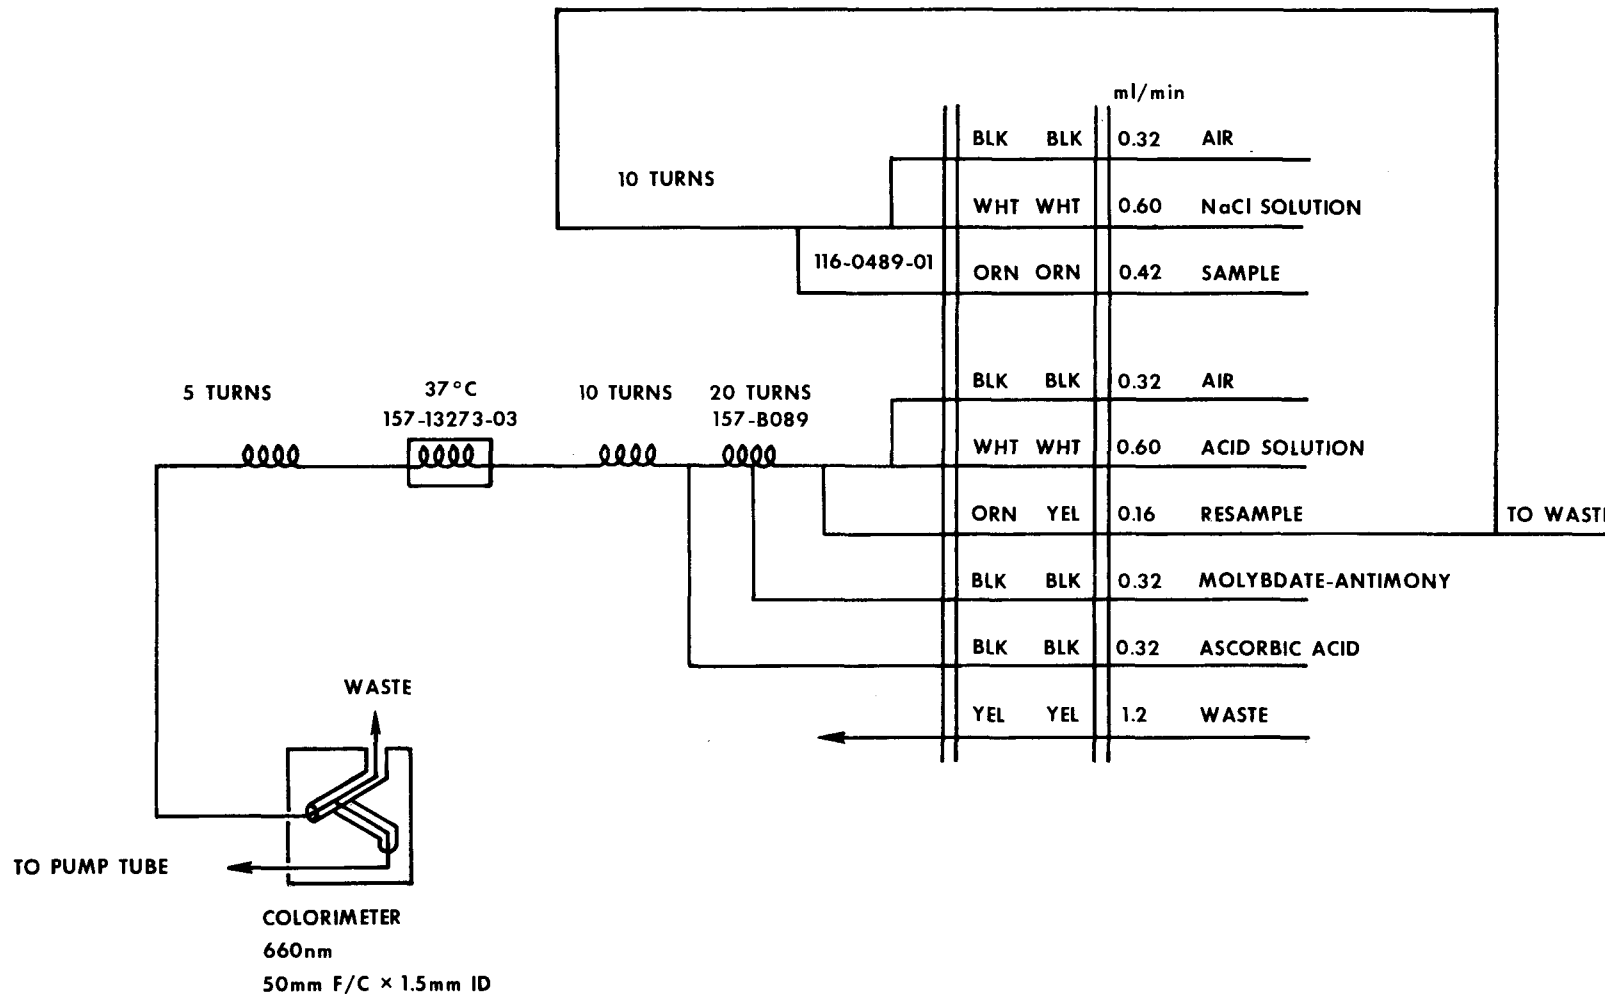 ml/min
BLK BLK 0.32 AIR
10 TURNS
WHT WHT 0.60 NaCl SOLUTION
116-0489-01
ORN ORN 0.42 SAMPLE
BLK BLK 0.32 AIR
5 TURNS
37°C
157-13273-03
10 TURNS
20 TURNS
157-B089
WHT WHT 0.60 ACID SOLUTION
ORN YEL 0.16 RESAMPLE
TO WAST
BLK BLK 0.32 MOLYBDATE-ANTIMONY
BLK BLK 0.32 ASCORBIC ACID
YEL YEL 1.2 WASTE
WASTE
TO PUMP TUBE
COLORIMETER
660nm
50mm F/C × 1.5mm ID